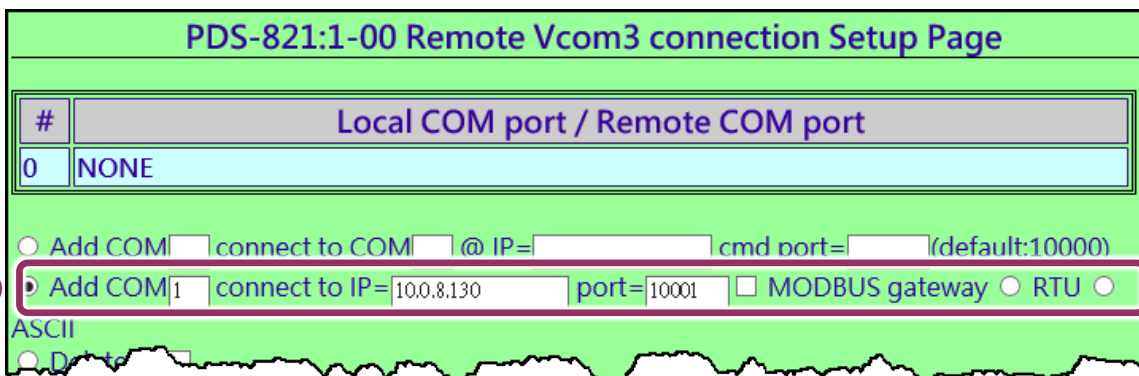 PDS-821:1-00 Remote Vcom3 connection Setup Page
# Local COM port / Remote COM port
0 NONE
Add COM connect to COM @ IP= cmd port= (default:10000)
Add COM 1 connect to IP= 10.0.8.130 port= 10001 MODBUS gateway RTU
ASCII